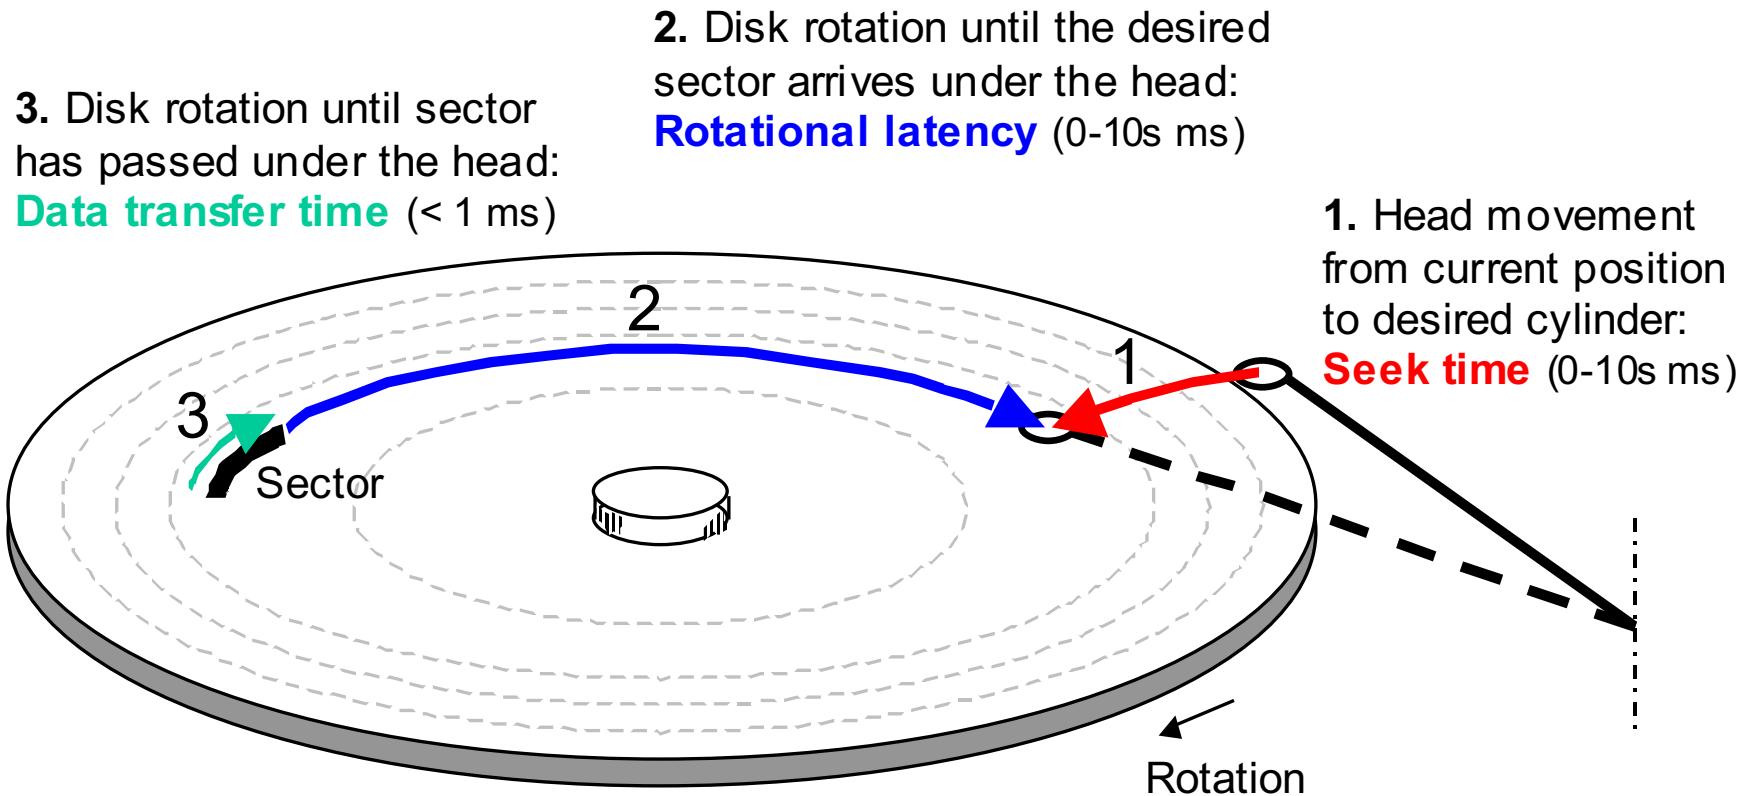 2. Disk rotation until the desired
sector arrives under the head:
Rotational latency (0-10s ms)
3. Disk rotation until sector
has passed under the head:
Data transfer time (< 1 ms)
1. Head movement
from current position
to desired cylinder:
Seek time (0-10s ms)
2
1
3
Sector
Rotation